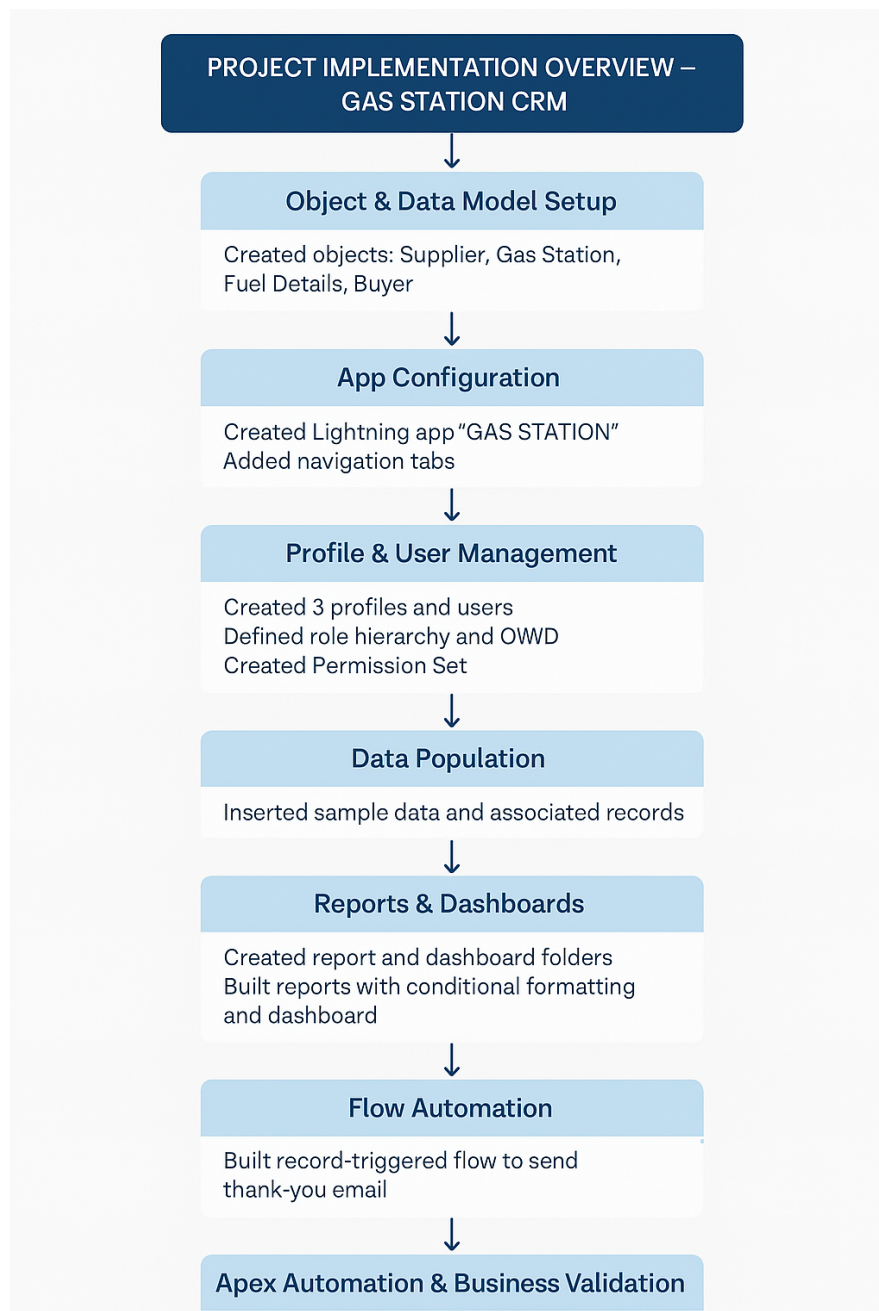 PROJECT IMPLEMENTATION OVERVIEW –
GAS STATION CRM
Object & Data Model Setup
Created objects: Supplier, Gas Station,
Fuel Details, Buyer
App Configuration
Created Lightning app “GAS STATION”
Added navigation tabs
Profile & User Management
Created 3 profiles and users
Defined role hierarchy and OWD
Created Permission Set
Data Population
Inserted sample data and associated records
Reports & Dashboards
Created report and dashboard folders
Built reports with conditional formatting
and dashboard
Flow Automation
Built record-triggered flow to send
thank-you email
Apex Automation & Business Validation